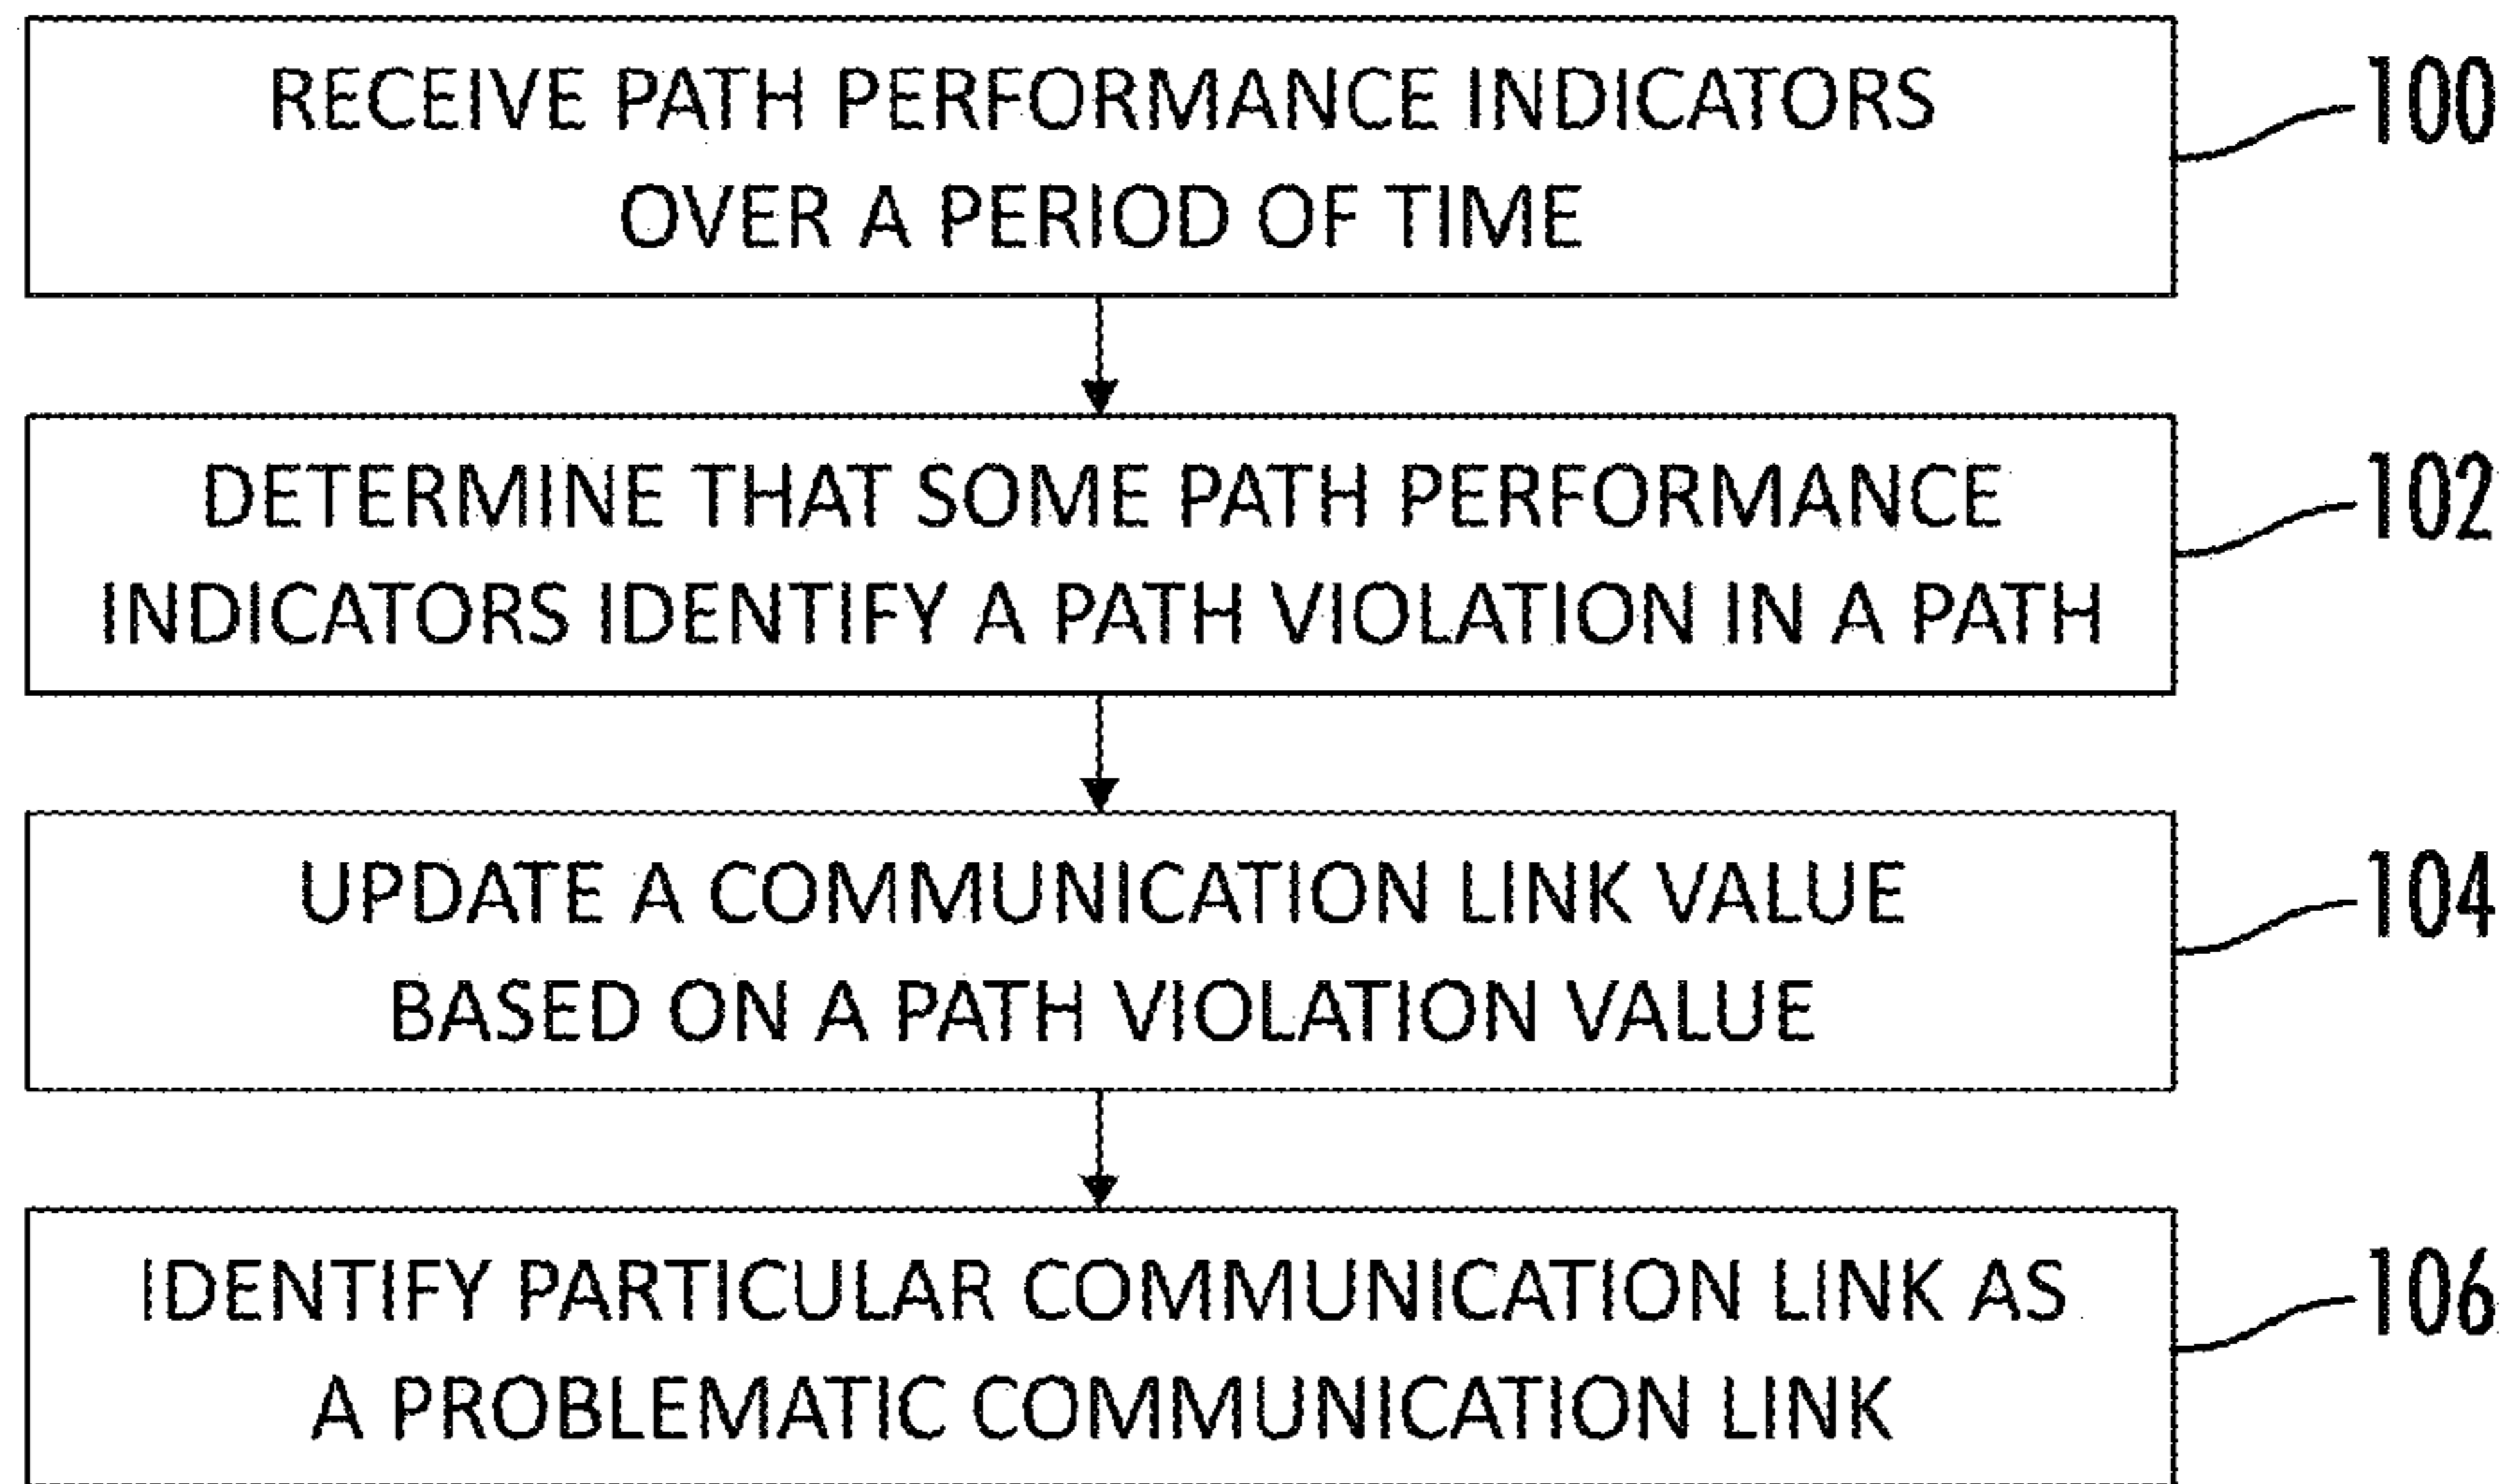 RECEIVE PATH PERFORMANCE INDICATORS
OVER A PERIOD OF TIME
100
DETERMINE THAT SOME PATH PERFORMANCE
INDICATORS IDENTIFY A PATH VIOLATION IN A PATH
102
UPDATE A COMMUNICATION LINK VALUE
BASED ON A PATH VIOLATION VALUE
104
IDENTIFY PARTICULAR COMMUNICATION LINK AS
A PROBLEMATIC COMMUNICATION LINK
106